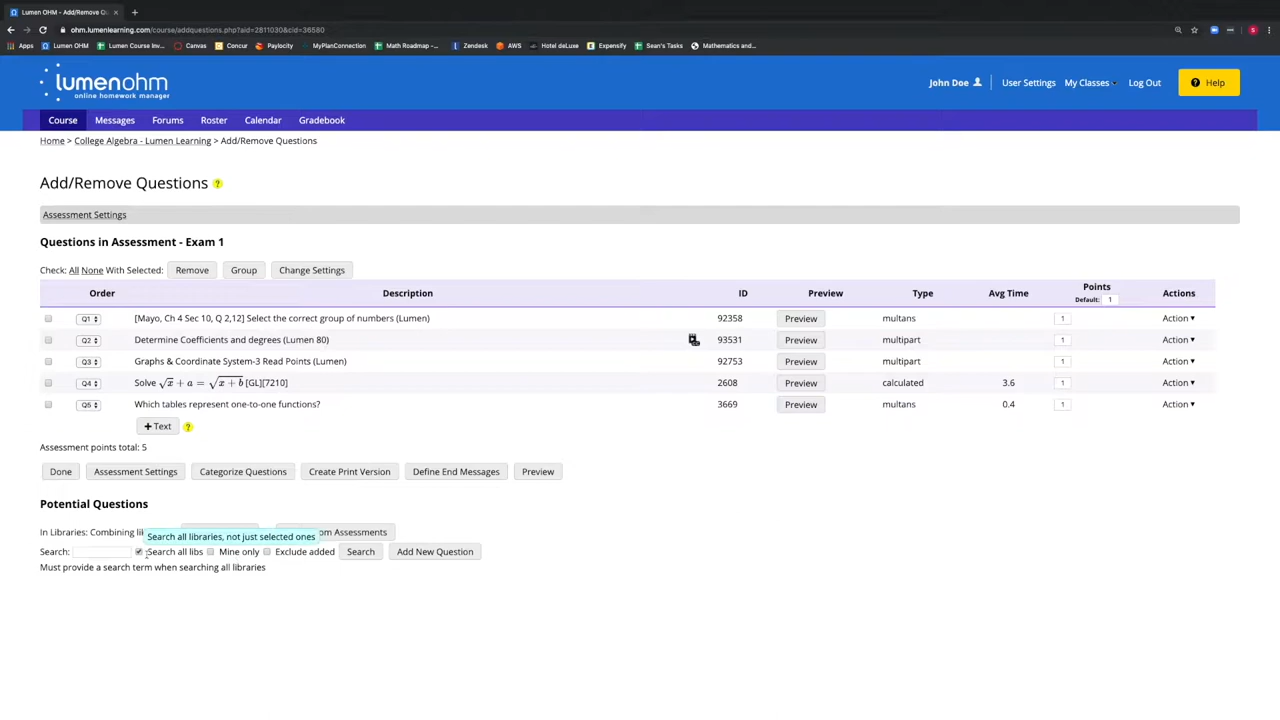 Lumen OHM - Add/Remove Qu
ohm.lumenlearning.com/course/addquestions.php?aid=2811030&cid=36580
Apps Lumen OHM Lumen Course Inv... Canvas Concur Paylocity MyPlanConnection Math Roadmap -... Zendesk AWS Hotel deLuxe Expensify Sean's Tasks Mathematics and...
lumenohm
online homework manager
John Doe User Settings My Classes Log Out ? Help
Course Messages Forums Roster Calendar Gradebook
Home > College Algebra - Lumen Learning > Add/Remove Questions
Add/Remove Questions ?
Assessment Settings
Questions in Assessment - Exam 1
Check: All None With Selected: Remove Group Change Settings
Order Description ID Preview Type Avg Time Points Default: 1 Actions
Q1 [Mayo, Ch 4 Sec 10, Q 2,12] Select the correct group of numbers (Lumen) 92358 Preview multans 1 Action
Q2 Determine Coefficients and degrees (Lumen 80) 93531 Preview multipart 1 Action
Q3 Graphs & Coordinate System-3 Read Points (Lumen) 92753 Preview multipart 1 Action
Q4 Solve √x + a = √x + b [GL][7210] 2608 Preview calculated 3.6 1 Action
Q5 Which tables represent one-to-one functions? 3669 Preview multans 0.4 1 Action
+ Text ?
Assessment points total: 5
Done Assessment Settings Categorize Questions Create Print Version Define End Messages Preview
Potential Questions
In Libraries: Combining li om Assessments
Search all libraries, not just selected ones
Search: Search all libs Mine only Exclude added Search Add New Question
Must provide a search term when searching all libraries